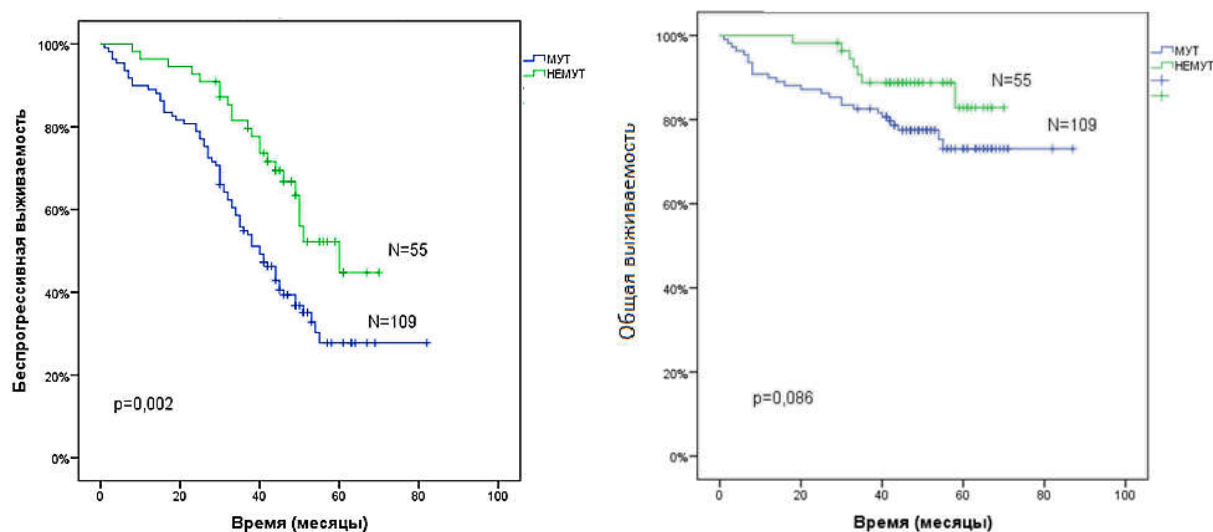 Беспрогрессивная выживаемость
100%
80%
60%
40%
20%
0%
МУТ
НЕМУТ
N=55
N=109
p=0,002
0 20 40 60 80 100
Время (месяцы)
Общая выживаемость
100%
80%
60%
40%
20%
0%
МУТ
НЕМУТ
N=55
N=109
p=0,086
0 20 40 60 80 100
Время (месяцы)